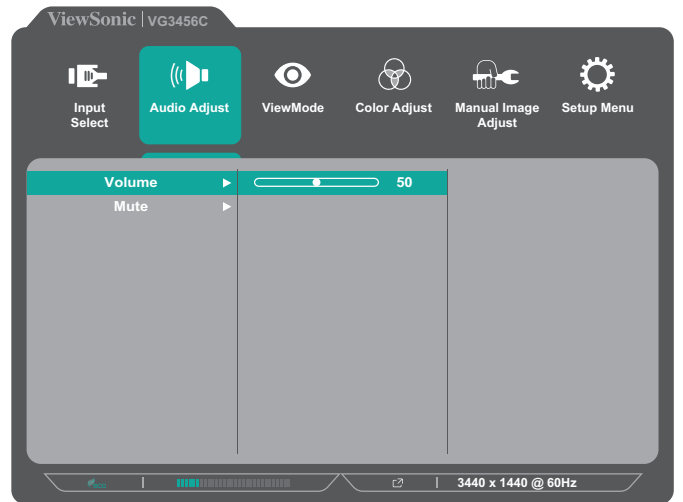 ViewSonic | VG3456C
Input
Select
Audio Adjust
ViewMode
Color Adjust
Manual Image
Adjust
Setup Menu
Volume
50
Mute
eco
3440 x 1440 @ 60Hz